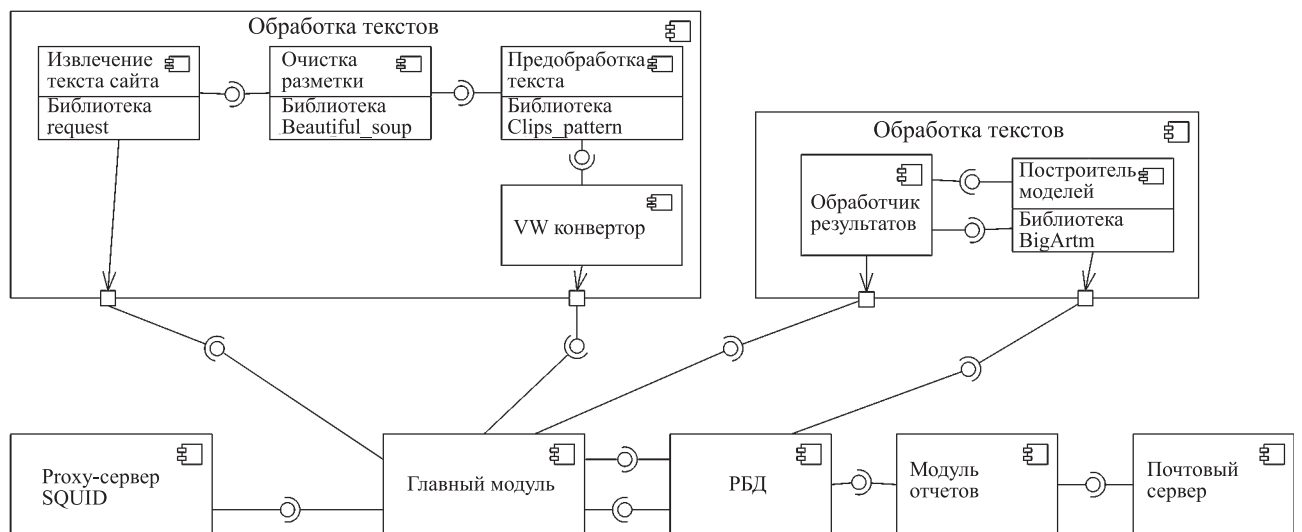 Обработка текстов
Извлечение
текста сайта
Библиотека
request
Очистка
разметки
Библиотека
Beautiful_soup
Предобработка
текста
Библиотека
Clips_pattern
VW конвертор
Обработка текстов
Обработчик
результатов
Построитель
моделей
Библиотека
BigArtm
Proxy-сервер
SQUID
Главный модуль
РБД
Модуль
отчетов
Почтовый
сервер